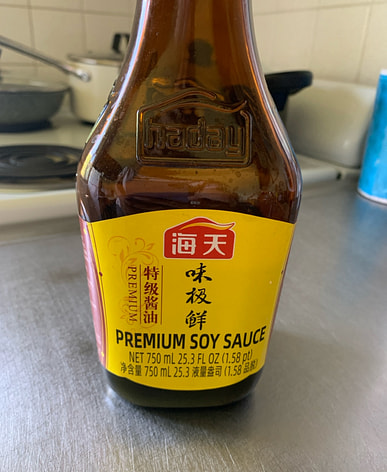 haday
海天
特级酱油
PREMIUM
味极鲜
PREMIUM SOY SAUCE
NET 750 mL 25.3 FL OZ (1.58 pt)
净含量 750 mL 25.3 液量盎司 (1.58 品脱)